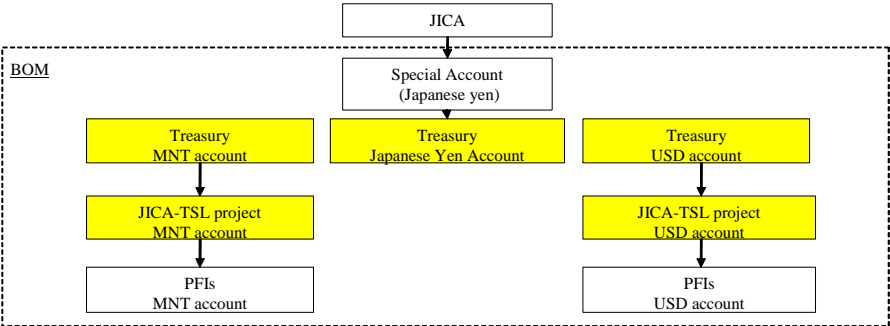 JICA
BOM
Special Account
(Japanese yen)
Treasury
MNT account
Treasury
Japanese Yen Account
Treasury
USD account
JICA-TSL project
MNT account
JICA-TSL project
USD account
PFIs
MNT account
PFIs
USD account